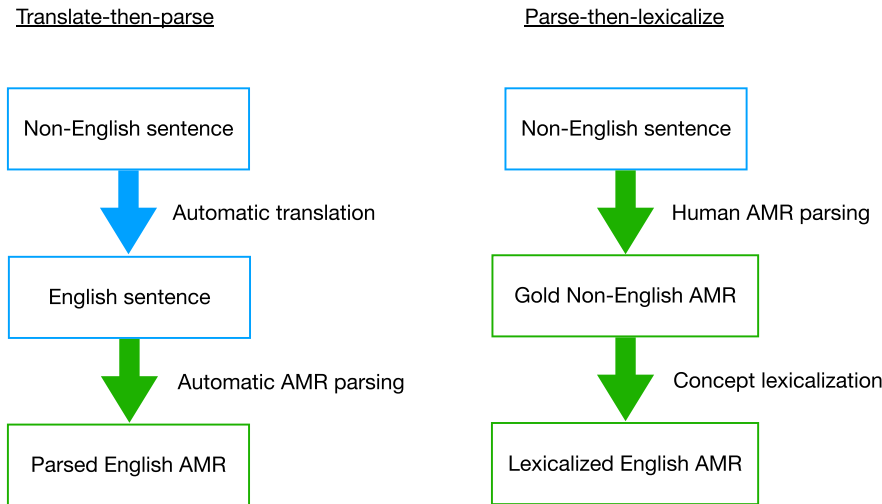 Translate-then-parse
Non-English sentence
Automatic translation
English sentence
Automatic AMR parsing
Parsed English AMR
Parse-then-lexicalize
Non-English sentence
Human AMR parsing
Gold Non-English AMR
Concept lexicalization
Lexicalized English AMR